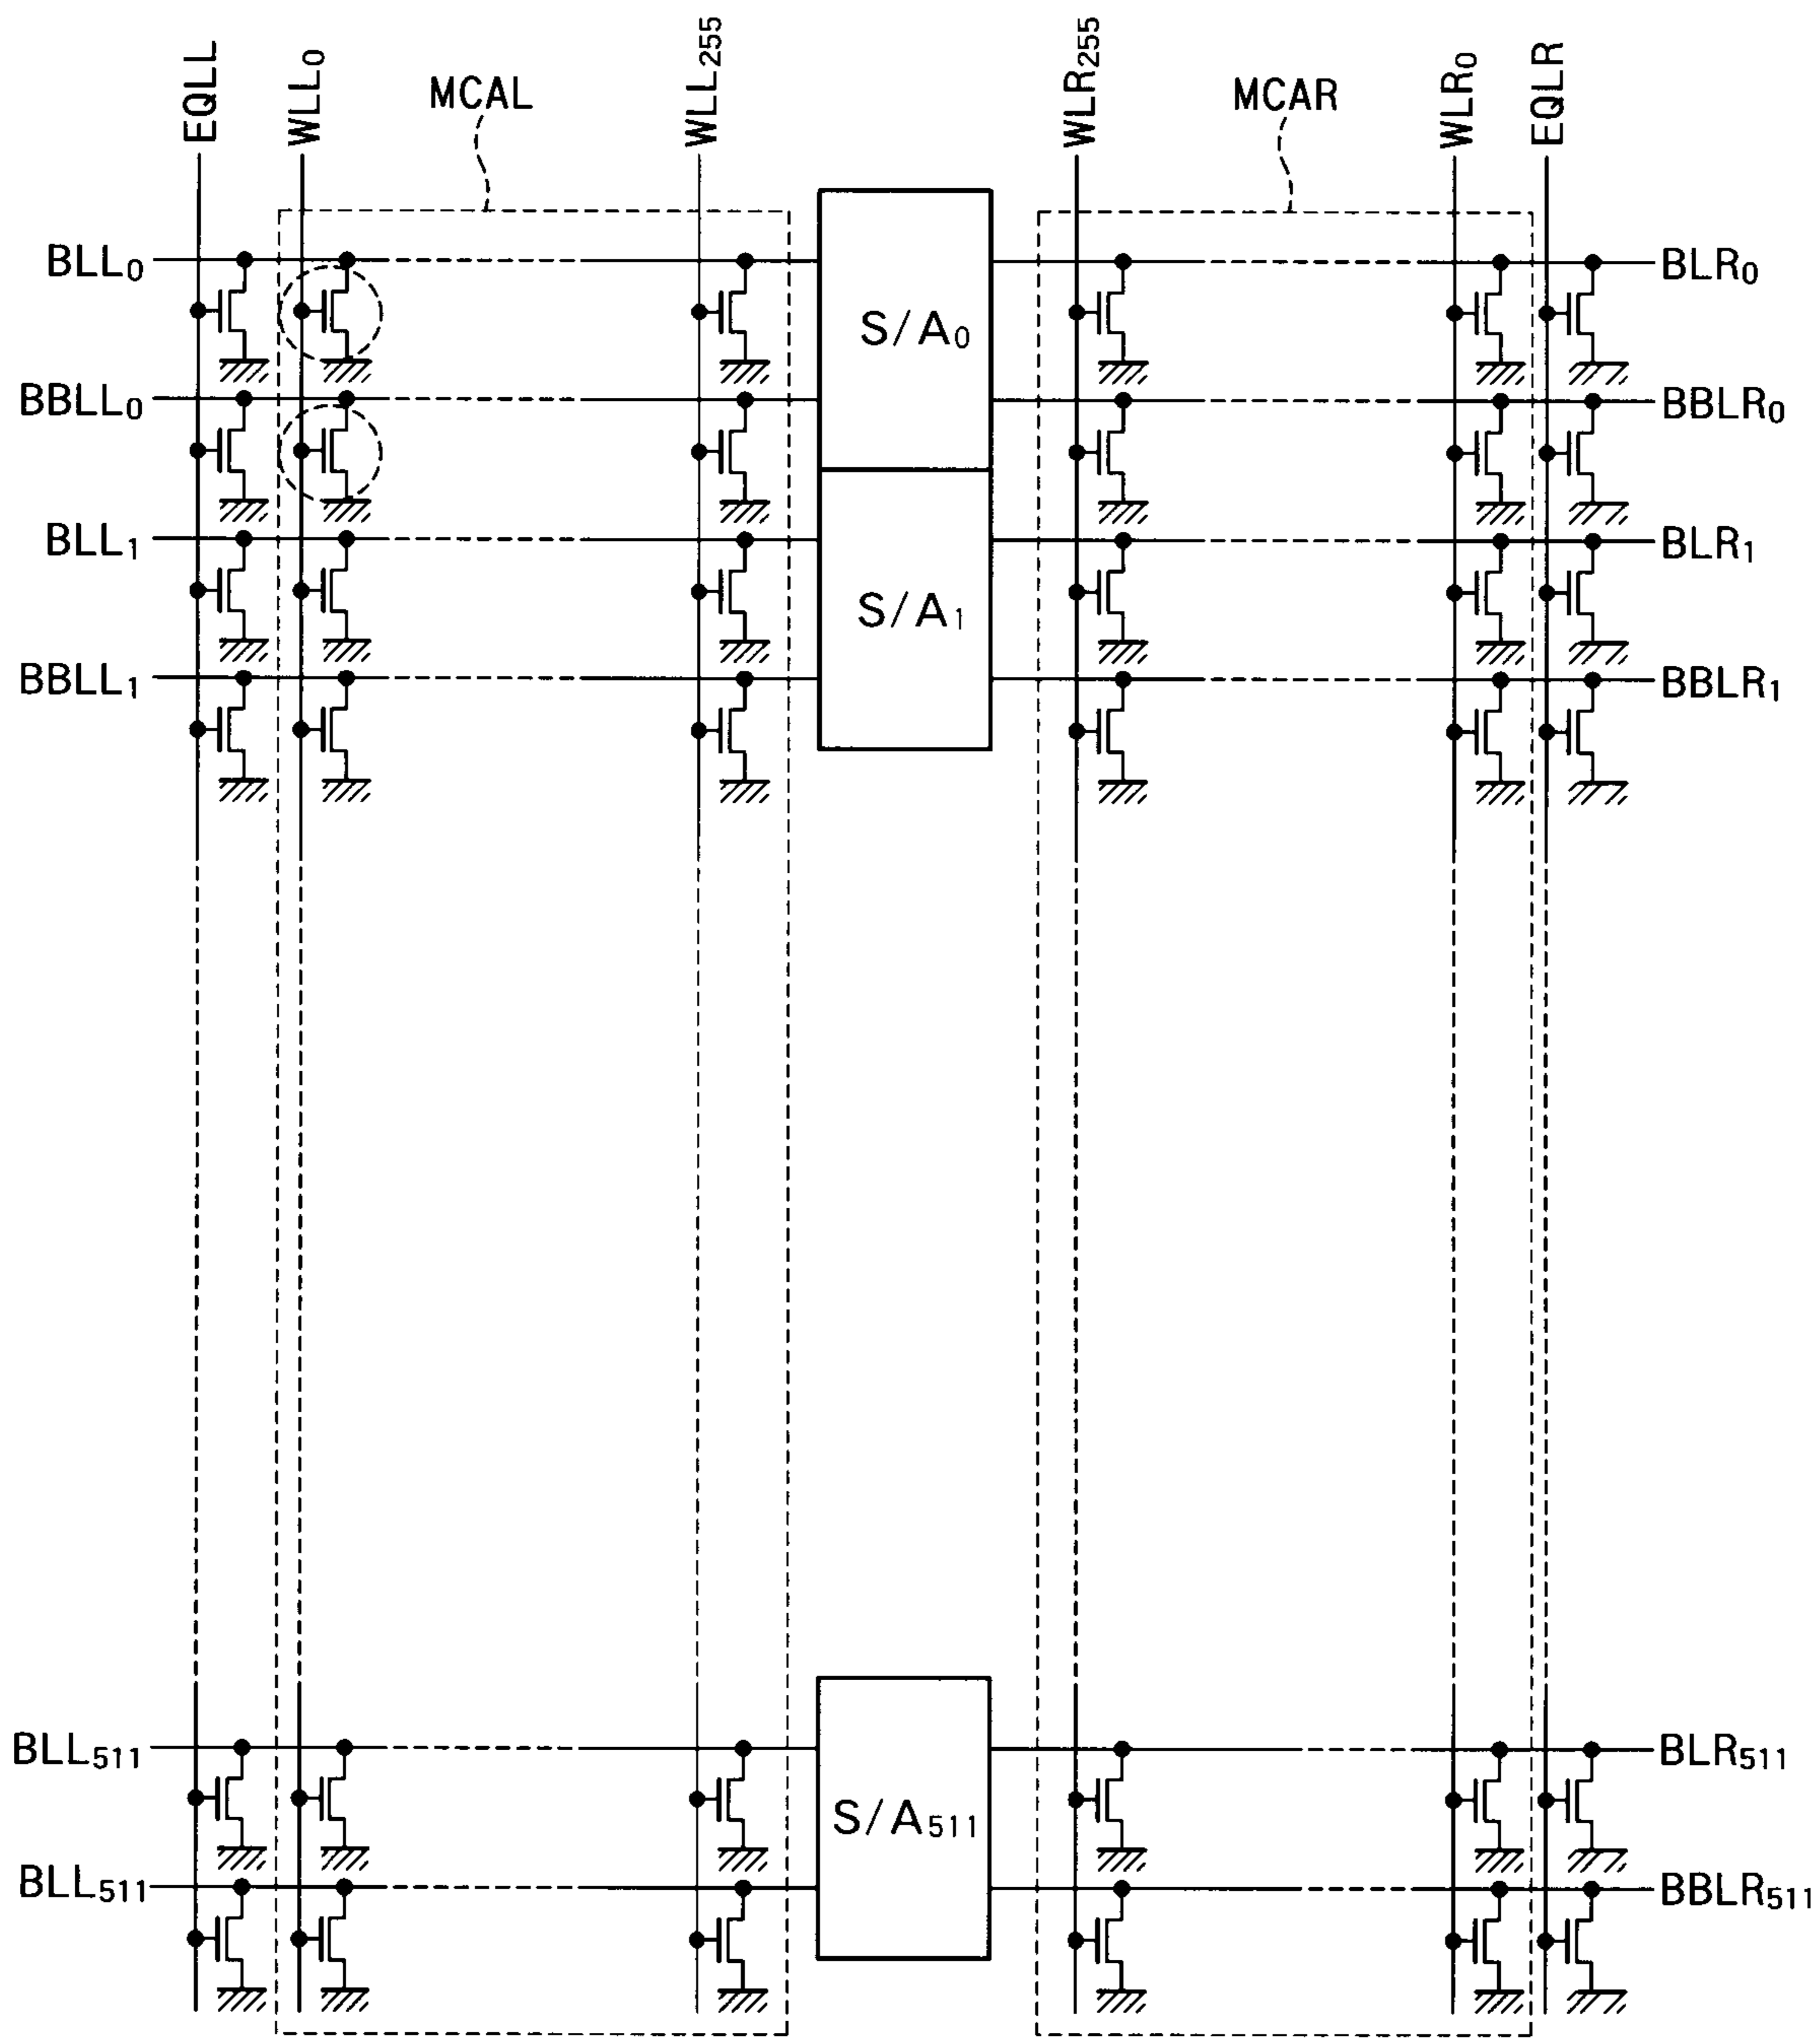 EQLL
WLL0
MCAL
WLL255
WLR255
MCAR
WLR0
EQLR
BLL0
S/A0
BLR0
BBLL0
BBLR0
BLL1
S/A1
BLR1
BBLL1
BBLR1
BLL511
S/A511
BLR511
BLL511
BBLR511